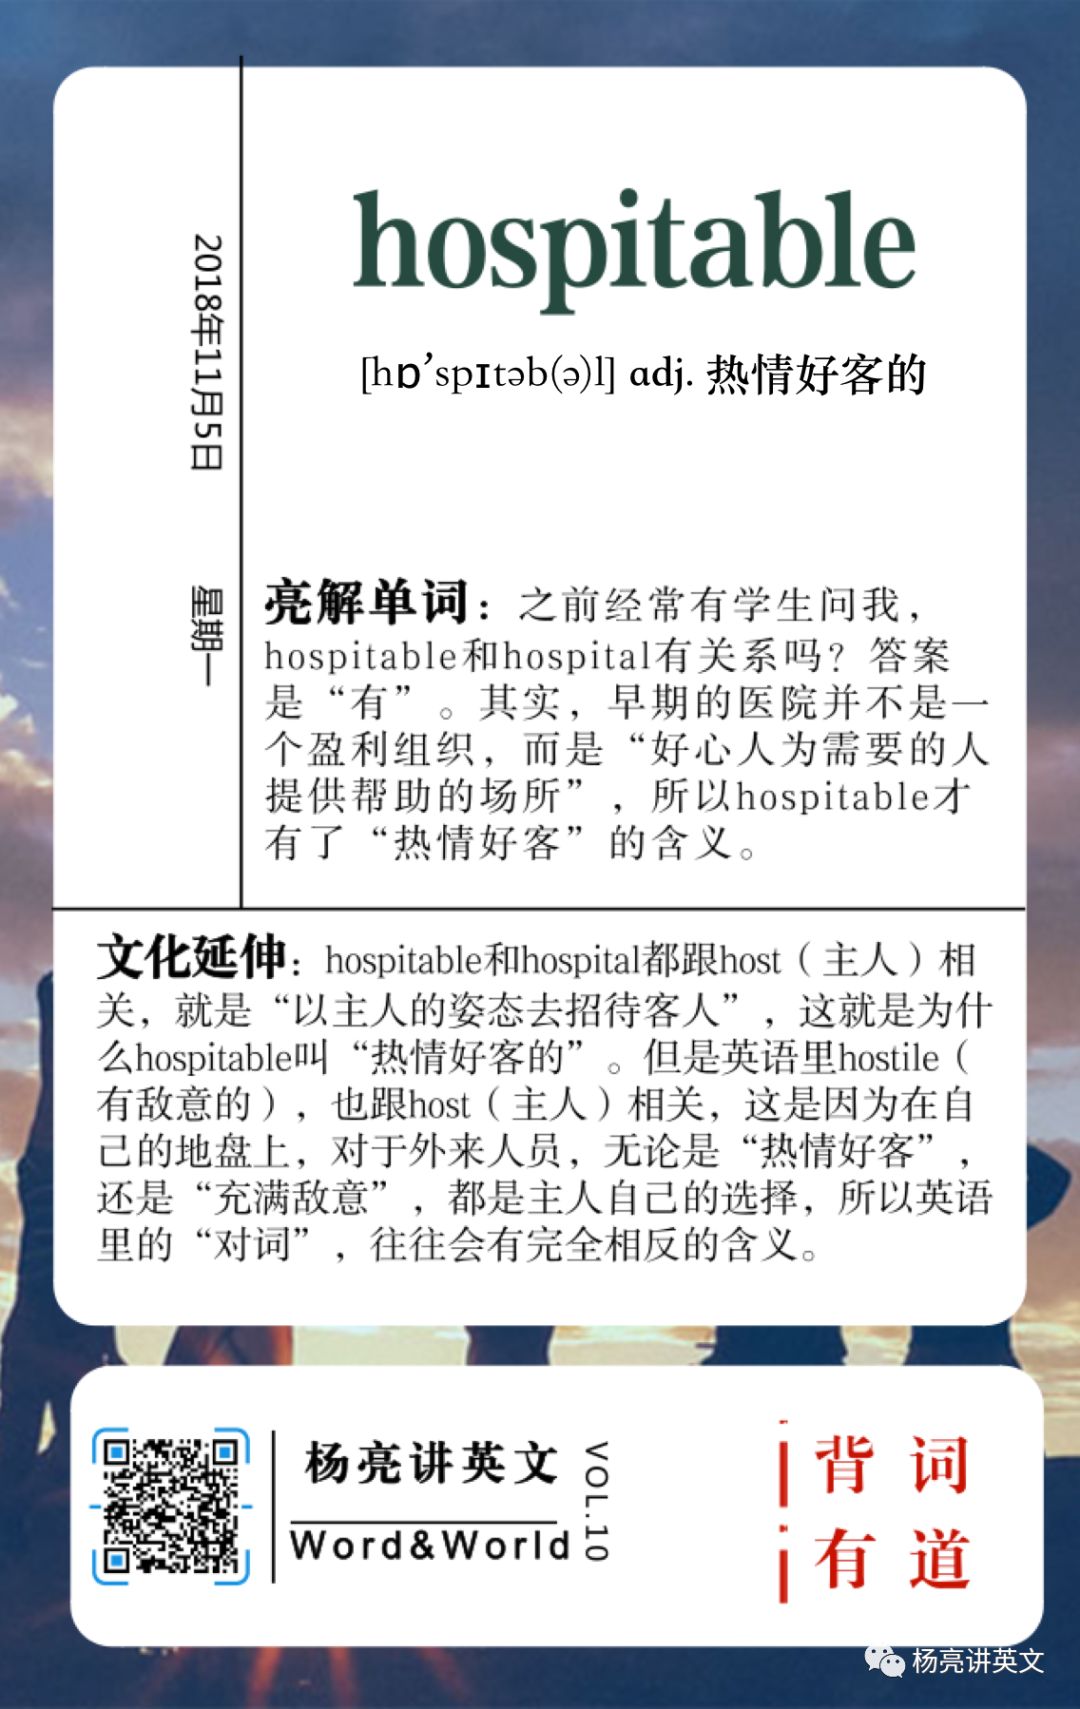 hospitable
[hɒ'spɪtəb(ə)l] adj. 热情好客的
2018年11月5日
星期一
亮解单词：之前经常有学生问我，
hospitable和hospital有关系吗？答案
是“有”。其实，早期的医院并不是一
个盈利组织，而是“好心人为需要的人
提供帮助的场所”，所以hospitable才
有了“热情好客”的含义。
文化延伸：hospitable和hospital都跟host（主人）相
关，就是“以主人的姿态去招待客人”，这就是为什
么hospitable叫“热情好客的”。但是英语里hostile（
有敌意的），也跟host（主人）相关，这是因为在自
己的地盘上，对于外来人员，无论是“热情好客”，
还是“充满敌意”，都是主人自己的选择，所以英语
里的“对词”，往往会有完全相反的含义。
杨亮讲英文
Word&World
VOL.10
背词
有道
杨亮讲英文